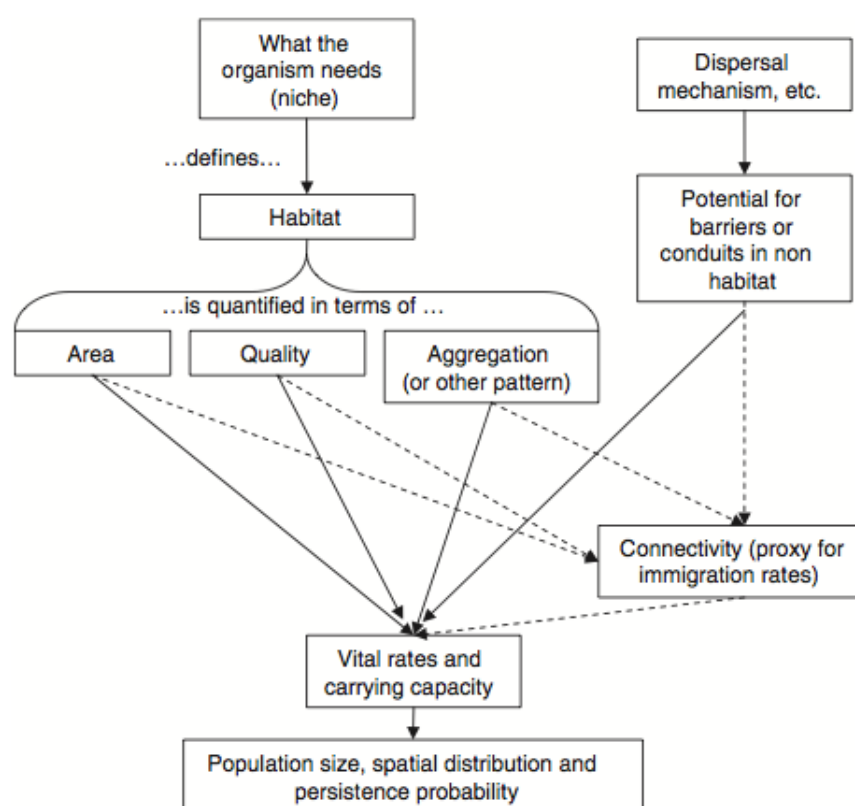 What the
organism needs
(niche)
Dispersal
mechanism, etc.
…defines…
Habitat
Potential for
barriers or
conduits in non
habitat
…is quantified in terms of …
Area
Quality
Aggregation
(or other pattern)
Connectivity (proxy for
immigration rates)
Vital rates and
carrying capacity
Population size, spatial distribution and
persistence probability